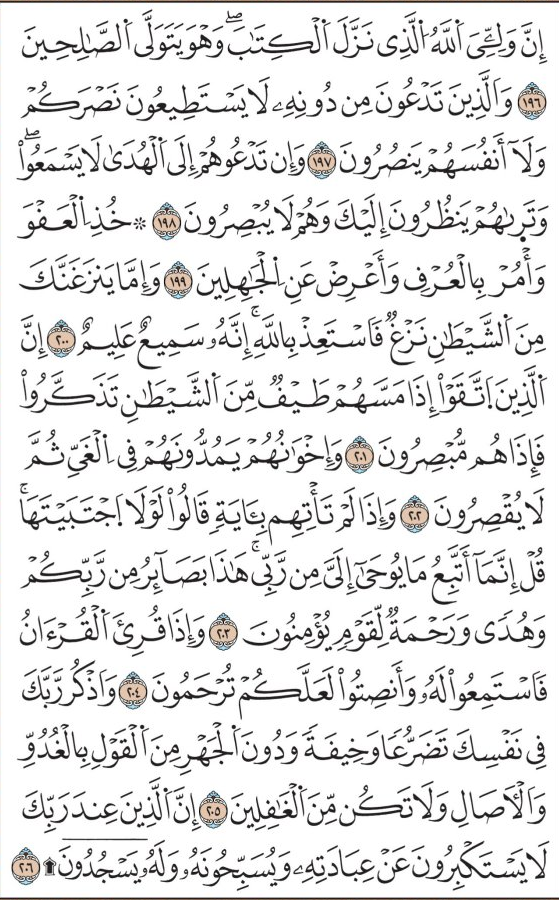 إِنَّ وَلِـِّۧيَ ٱللَّهُ ٱلَّذِي نَزَّلَ ٱلْكِتَٰبَۖ وَهُوَ يَتَوَلَّى ٱلصَّٰلِحِينَ
١٩٦ وَٱلَّذِينَ تَدْعُونَ مِن دُونِهِۦ لَا يَسْتَطِيعُونَ نَصْرَكُمْ
وَلَآ أَنفُسَهُمْ يَنصُرُونَ ١٩٧ وَإِن تَدْعُوهُمْ إِلَى ٱلْهُدَىٰ لَا يَسْمَعُوا۟ۖ
وَتَرَىٰهُمْ يَنظُرُونَ إِلَيْكَ وَهُمْ لَا يُبْصِرُونَ ١٩٨ ۞ خُذِ ٱلْعَفْوَ
وَأْمُرْ بِٱلْعُرْفِ وَأَعْرِضْ عَنِ ٱلْجَٰهِلِينَ ١٩٩ وَإِمَّا يَنزَغَنَّكَ
مِنَ ٱلشَّيْطَٰنِ نَزْغٌ فَٱسْتَعِذْ بِٱللَّهِۚ إِنَّهُۥ سَمِيعٌ عَلِيمٌ ٢٠٠ إِنَّ
ٱلَّذِينَ ٱتَّقَوْا۟ إِذَا مَسَّهُمْ طَيْفٌ مِّنَ ٱلشَّيْطَٰنِ تَذَكَّرُوا۟
فَإِذَا هُم مُّبْصِرُونَ ٢٠١ وَإِخْوَٰنُهُمْ يَمُدُّونَهُمْ فِي ٱلْغَيِّ ثُمَّ
لَا يُقْصِرُونَ ٢٠٢ وَإِذَا لَمْ تَأْتِهِم بِـَٔايَةٍ قَالُوا۟ لَوْلَا ٱجْتَبَيْتَهَاۚ
قُلْ إِنَّمَآ أَتَّبِعُ مَا يُوحَىٰٓ إِلَيَّ مِن رَّبِّيۚ هَٰذَا بَصَآئِرُ مِن رَّبِّكُمْ
وَهُدًى وَرَحْمَةٌ لِّقَوْمٍ يُؤْمِنُونَ ٢٠٣ وَإِذَا قُرِئَ ٱلْقُرْءَانُ
فَٱسْتَمِعُوا۟ لَهُۥ وَأَنصِتُوا۟ لَعَلَّكُمْ تُرْحَمُونَ ٢٠٤ وَٱذْكُر رَّبَّكَ
فِي نَفْسِكَ تَضَرُّعًا وَخِيفَةً وَدُونَ ٱلْجَهْرِ مِنَ ٱلْقَوْلِ بِٱلْغُدُوِّ
وَٱلْءَاصَالِ وَلَا تَكُن مِّنَ ٱلْغَٰفِلِينَ ٢٠٥ إِنَّ ٱلَّذِينَ عِندَ رَبِّكَ
لَا يَسْتَكْبِرُونَ عَنْ عِبَادَتِهِۦ وَيُسَبِّحُونَهُۥ وَلَهُۥ يَسْجُدُونَ ۩ ٢٠٦